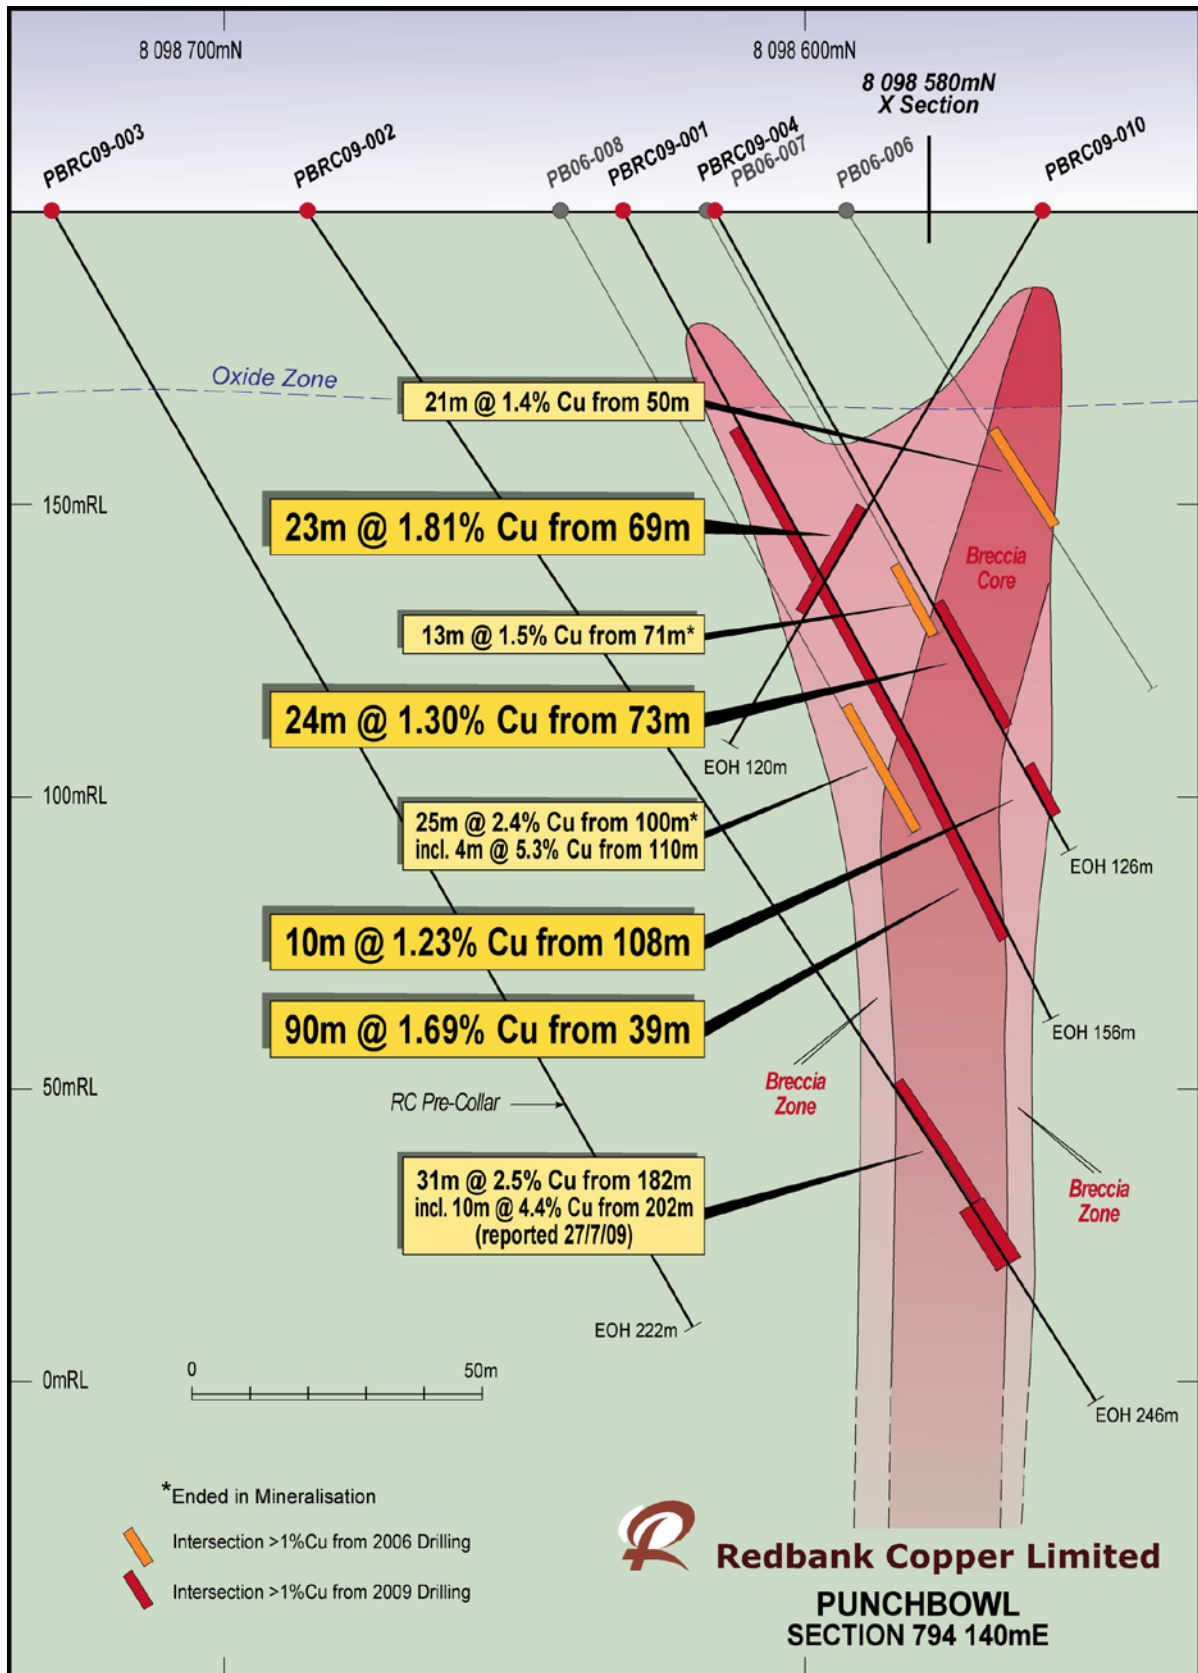 8 098 700mN
8 098 600mN
8 098 580mN
X Section
PBRC09-003
PBRC09-002
PB06-008
PBRC09-001
PBRC09-004
PB06-007
PB06-006
PBRC09-010
Oxide Zone
21m @ 1.4% Cu from 50m
150mRL
23m @ 1.81% Cu from 69m
Breccia
Core
13m @ 1.5% Cu from 71m*
24m @ 1.30% Cu from 73m
EOH 120m
100mRL
25m @ 2.4% Cu from 100m*
incl. 4m @ 5.3% Cu from 110m
EOH 126m
10m @ 1.23% Cu from 108m
90m @ 1.69% Cu from 39m
EOH 156m
50mRL
Breccia
Zone
RC Pre-Collar
31m @ 2.5% Cu from 182m
incl. 10m @ 4.4% Cu from 202m
(reported 27/7/09)
Breccia
Zone
EOH 222m
0mRL
0 50m
EOH 246m
*Ended in Mineralisation
Intersection >1%Cu from 2006 Drilling
Intersection >1%Cu from 2009 Drilling
Redbank Copper Limited
PUNCHBOWL
SECTION 794 140mE